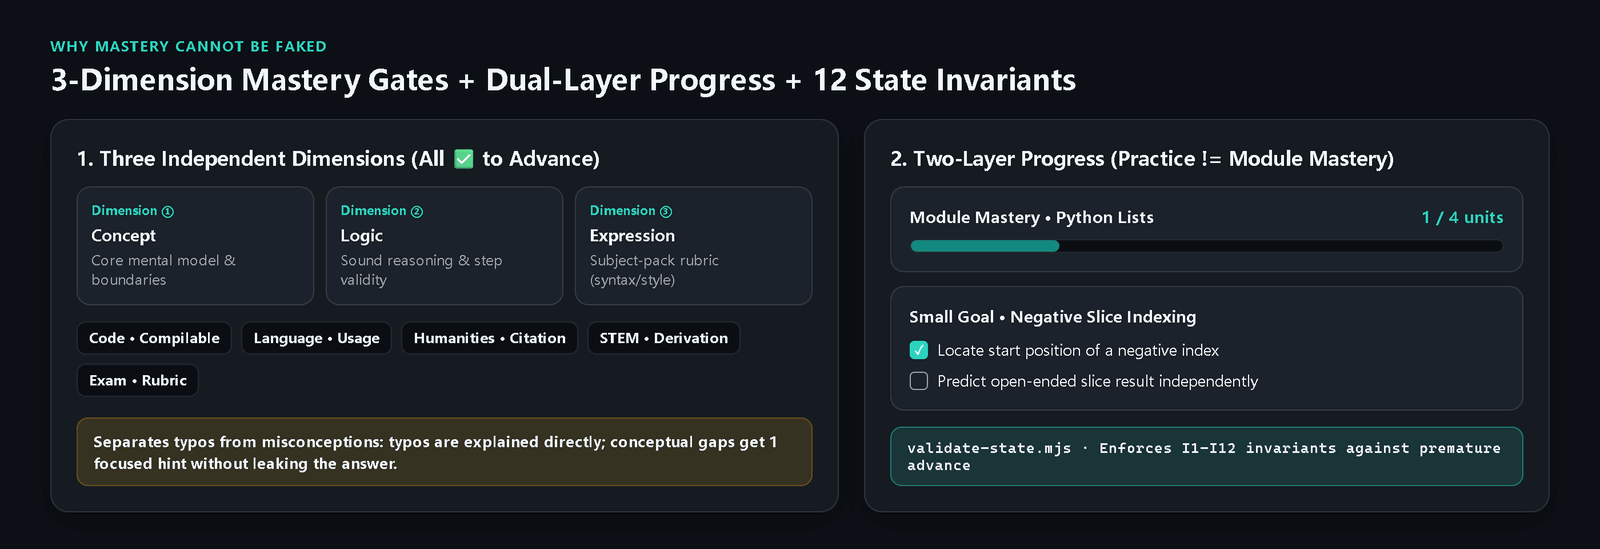 WHY MASTERY CANNOT BE FAKED
3-Dimension Mastery Gates + Dual-Layer Progress + 12 State Invariants
1. Three Independent Dimensions (All ✅ to Advance)
Dimension ①
Concept
Core mental model &
boundaries
Dimension ②
Logic
Sound reasoning & step
validity
Dimension ③
Expression
Subject-pack rubric
(syntax/style)
Code • Compilable
Language • Usage
Humanities • Citation
STEM • Derivation
Exam • Rubric
Separates typos from misconceptions: typos are explained directly; conceptual gaps get 1
focused hint without leaking the answer.
2. Two-Layer Progress (Practice != Module Mastery)
Module Mastery • Python Lists
1 / 4 units
Small Goal • Negative Slice Indexing
Locate start position of a negative index
Predict open-ended slice result independently
validate-state.mjs · Enforces I1-I12 invariants against premature
advance